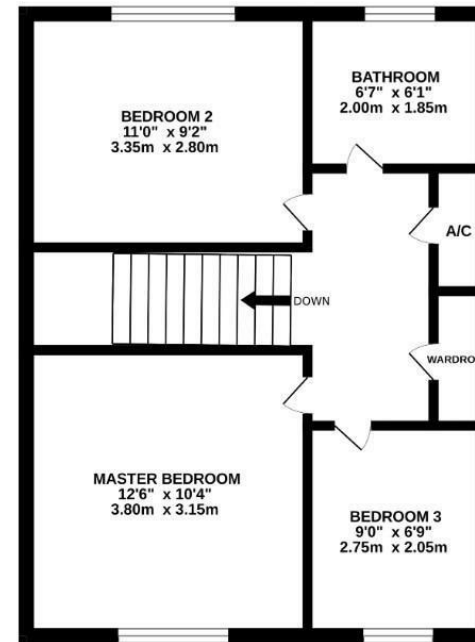 BEDROOM 2
11'0" x 9'2"
3.35m x 2.80m
BATHROOM
6'7" x 6'1"
2.00m x 1.85m
A/C
DOWN
WARDRO
MASTER BEDROOM
12'6" x 10'4"
3.80m x 3.15m
BEDROOM 3
9'0" x 6'9"
2.75m x 2.05m